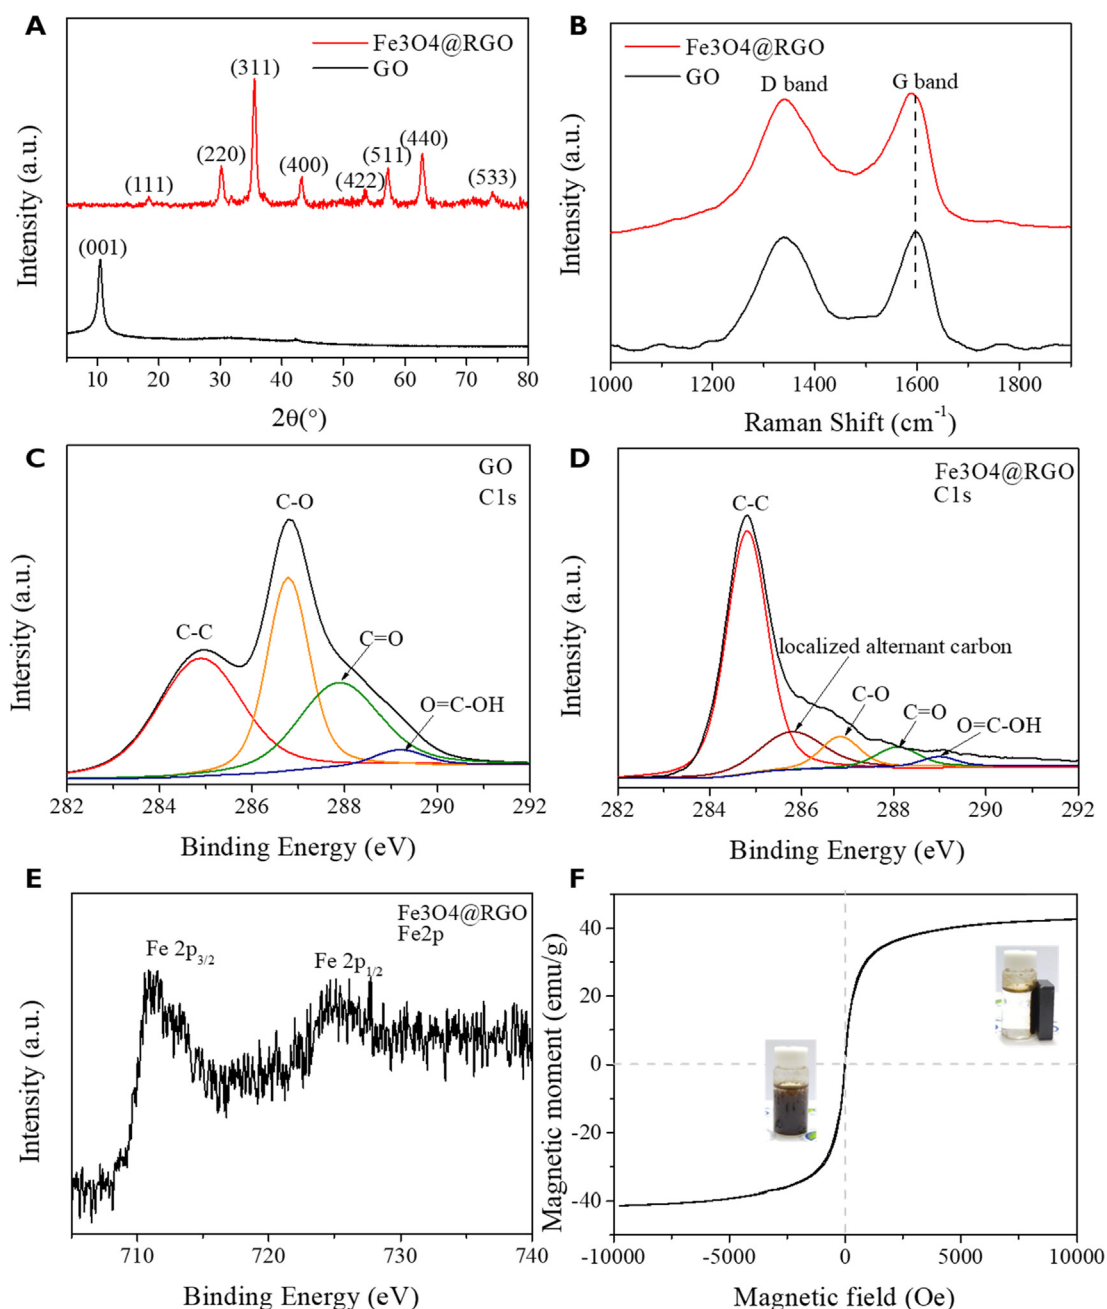 A
Fe3O4@RGO
GO
(111)
(220)
(311)
(400)
(422)
(511)
(440)
(533)
(001)
Intensity (a.u.)
10 20 30 40 50 60 70 80
2θ(°)
B
Fe3O4@RGO
GO
D band
G band
Intensity (a.u.)
1000 1200 1400 1600 1800
Raman Shift (cm⁻¹)
C
GO
C1s
C-O
C-C
C=O
O=C-OH
Intensity (a.u.)
282 284 286 288 290 292
Binding Energy (eV)
D
Fe3O4@RGO
C1s
C-C
localized alternant carbon
C-O
C=O
O=C-OH
Intensity (a.u.)
282 284 286 288 290 292
Binding Energy (eV)
E
Fe3O4@RGO
Fe2p
Fe 2p₃/₂
Fe 2p₁/₂
Intensity (a.u.)
710 720 730 740
Binding Energy (eV)
F
Magnetic moment (emu/g)
40
20
0
-20
-40
-10000 -5000 0 5000 10000
Magnetic field (Oe)